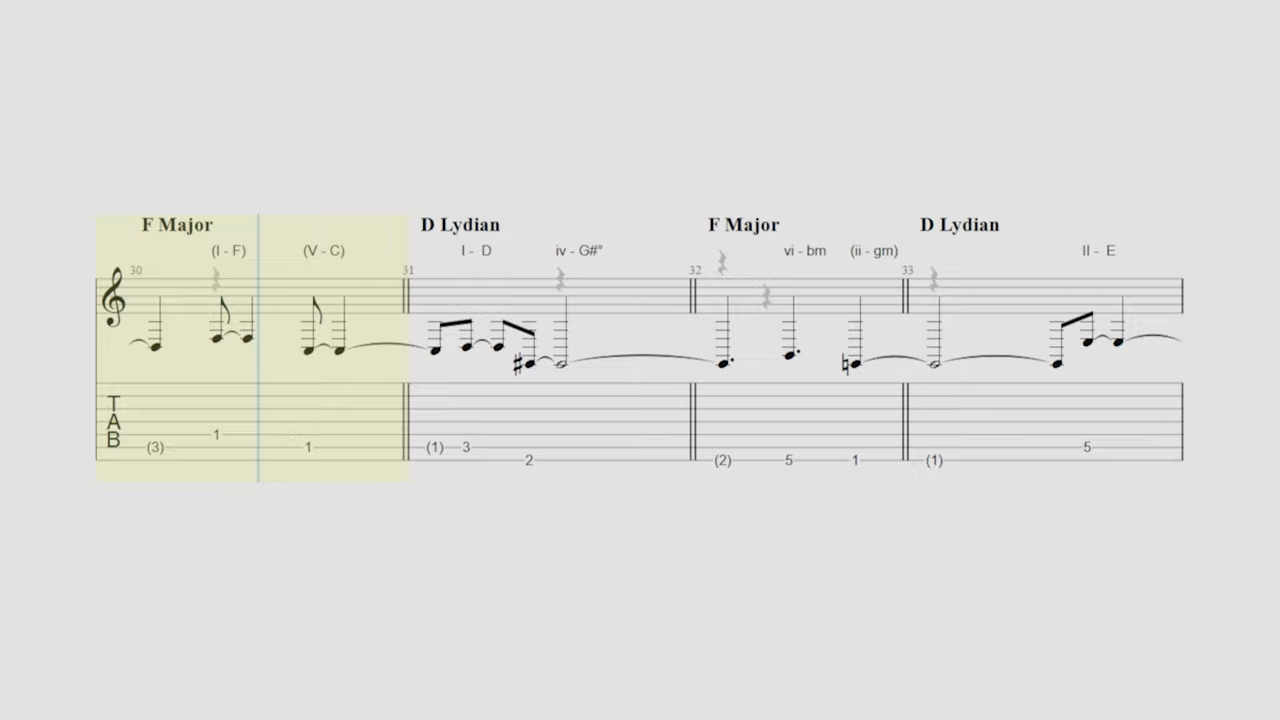 F Major D Lydian F Major D Lydian
(I - F) (V - C) I - D iv - G#° vi - bm (ii - gm) II - E
30 31 32 33
T
A
B
1
(3) 1 (1) 3 5
2 (2) 5 1 (1)